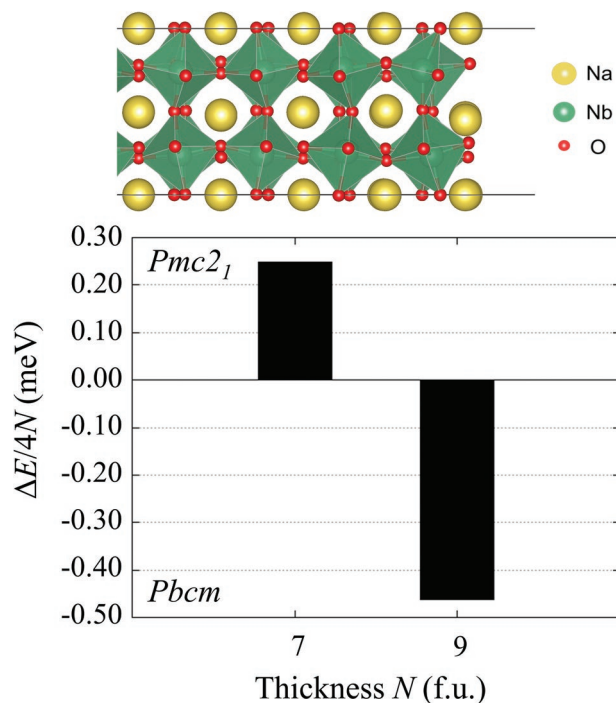 Na
Nb
O
0.30
0.20
0.10
0.00
-0.10
-0.20
-0.30
-0.40
-0.50
Pmc2₁
Pbcm
ΔE/4N (meV)
7 9
Thickness N (f.u.)